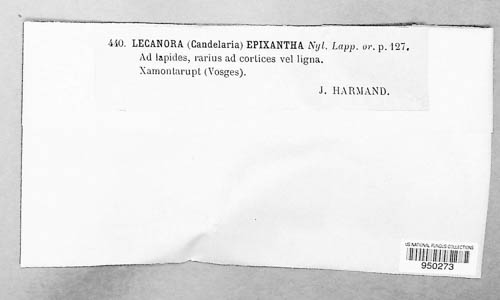 440. LECANORA (Candelaria) EPIXANTHA Nyl. Lapp. or. p. 127.
Ad lapides, rarius ad cortices vel ligna.
Xamontarupt (Vosges).
J. HARMAND.
US NATIONAL FUNGUS COLLECTIONS
950273